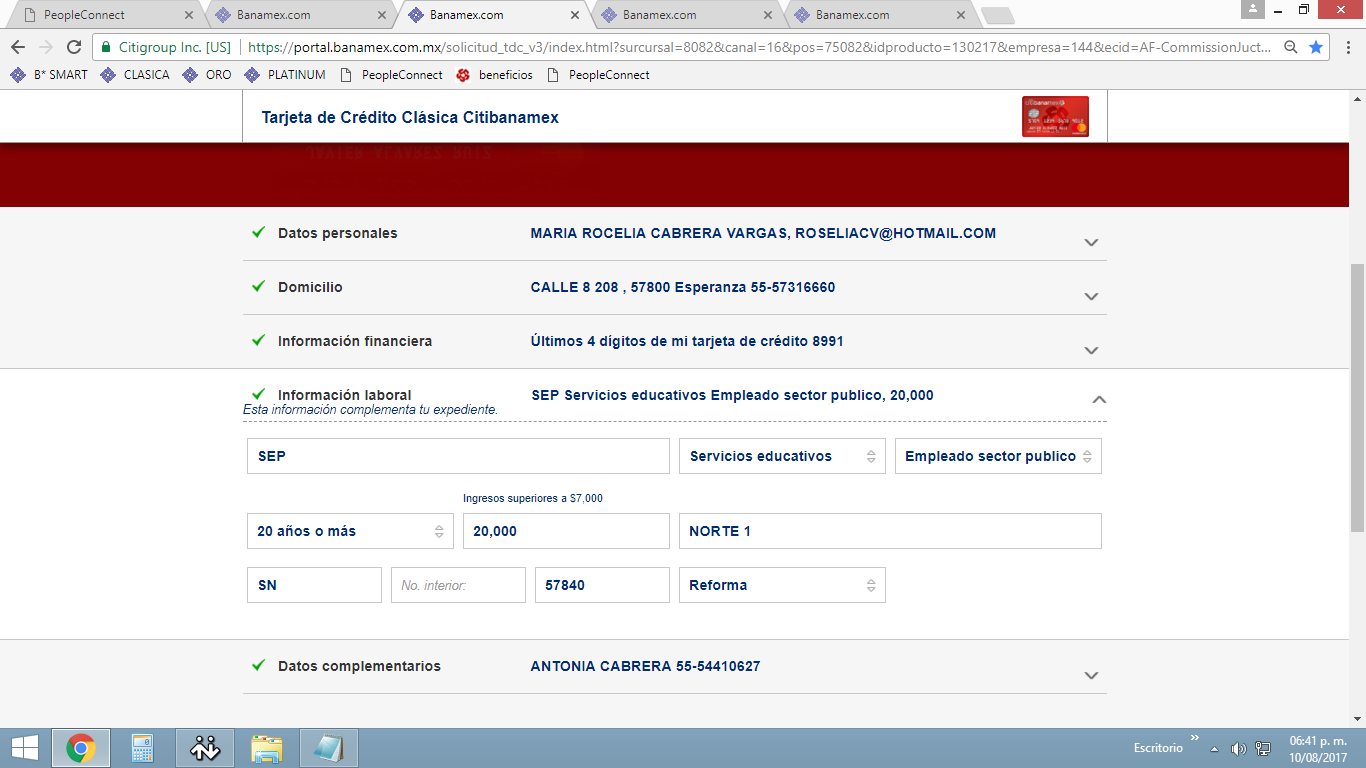 PeopleConnect
Banamex.com
Banamex.com
Banamex.com
Banamex.com
Citigroup Inc. [US] https://portal.banamex.com.mx/solicitud_tdc_v3/index.html?sursucal=8082&canal=16&pos=75082&idproducto=130217&empresa=144&ecid=AF-CommissionJuct...
B* SMART CLASICA ORO PLATINUM PeopleConnect beneficios PeopleConnect
Tarjeta de Crédito Clásica Citibanamex
Datos personales MARIA ROCELIA CABRERA VARGAS, ROSELIACV@HOTMAIL.COM
Domicilio CALLE 8 208 , 57800 Esperanza 55-57316660
Información financiera Últimos 4 dígitos de mi tarjeta de crédito 8991
Información laboral SEP Servicios educativos Empleado sector publico, 20,000
Esta información complementa tu expediente.
SEP Servicios educativos Empleado sector publico
Ingresos superiores a $7,000
20 años o más 20,000 NORTE 1
SN No. interior: 57840 Reforma
Datos complementarios ANTONIA CABRERA 55-54410627
Escritorio
06:41 p. m.
10/08/2017